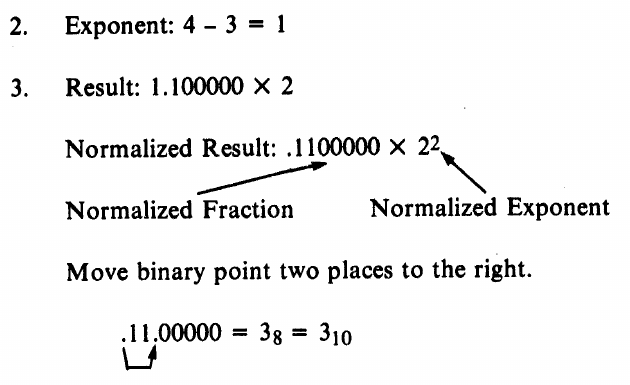 2. Exponent: 4 – 3 = 1
3. Result: 1.100000 × 2
Normalized Result: .1100000 × 2²
Normalized Fraction Normalized Exponent
Move binary point two places to the right.
.11.00000 = 3₈ = 3₁₀